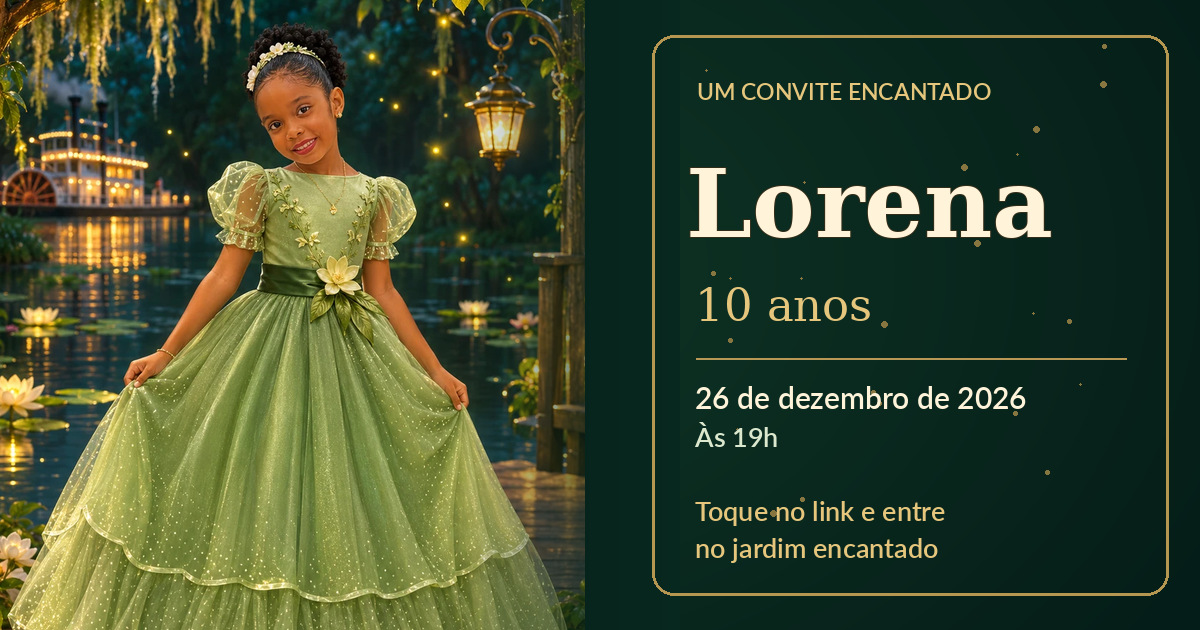 UM CONVITE ENCANTADO
Lorena
10 anos
26 de dezembro de 2026
Às 19h
Toque no link e entre
no jardim encantado